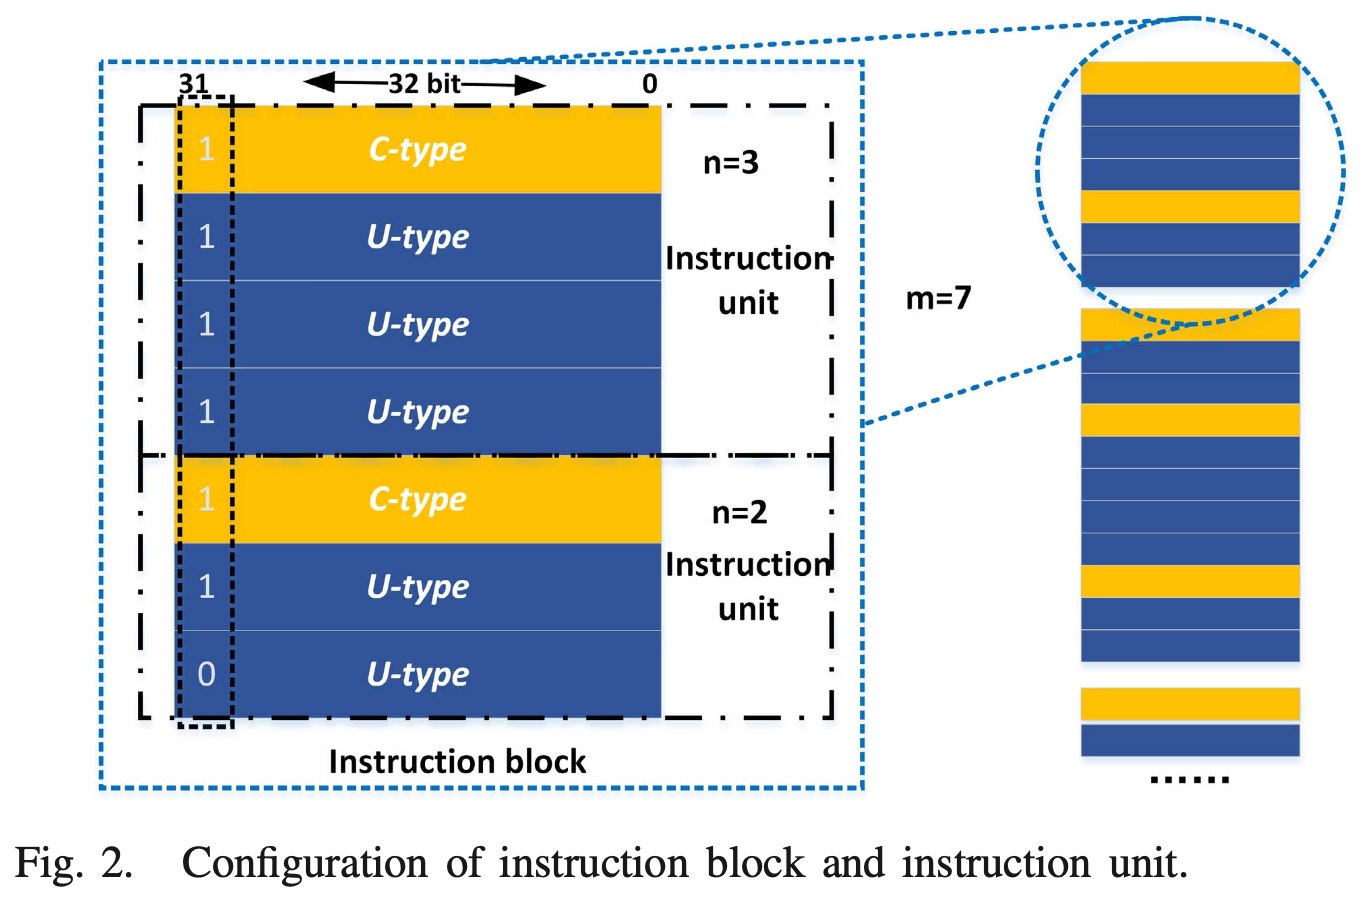 31 32 bit 0
1 C-type
n=3
1 U-type
Instruction
unit
m=7
1 U-type
1 U-type
1 C-type
n=2
1 U-type
Instruction
unit
0 U-type
Instruction block
......
Fig. 2. Configuration of instruction block and instruction unit.